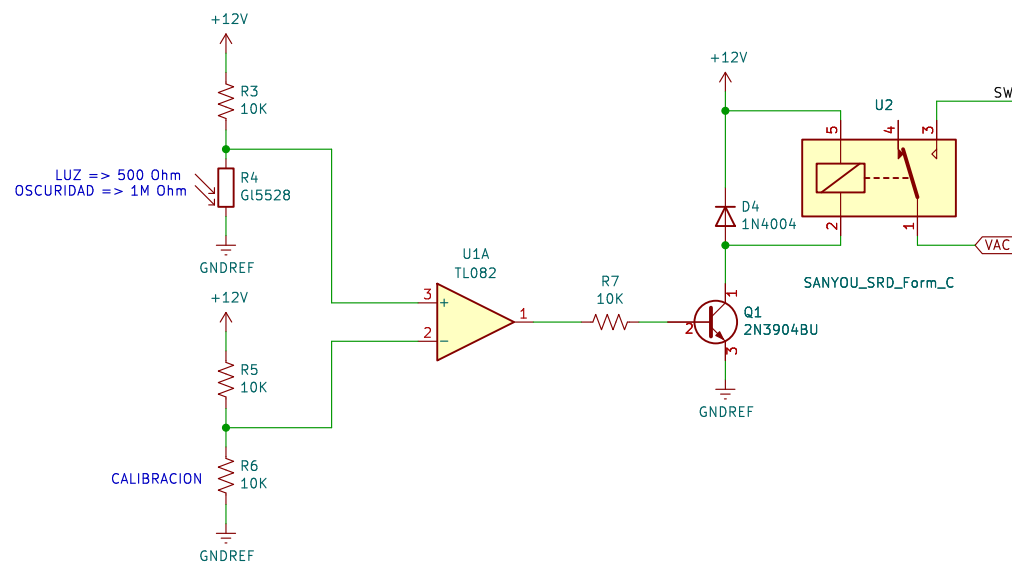 +12V
R3
10K
LUZ => 500 Ohm
OSCURIDAD => 1M Ohm
R4
Gl5528
GNDREF
+12V
R5
10K
CALIBRACION
R6
10K
GNDREF
U1A
TL082
3
+
2
-
1
R7
10K
+12V
D4
1N4004
1
2
3
Q1
2N3904BU
GNDREF
U2
SW
5
4
3
2
1
VAC
SANYOU_SRD_Form_C